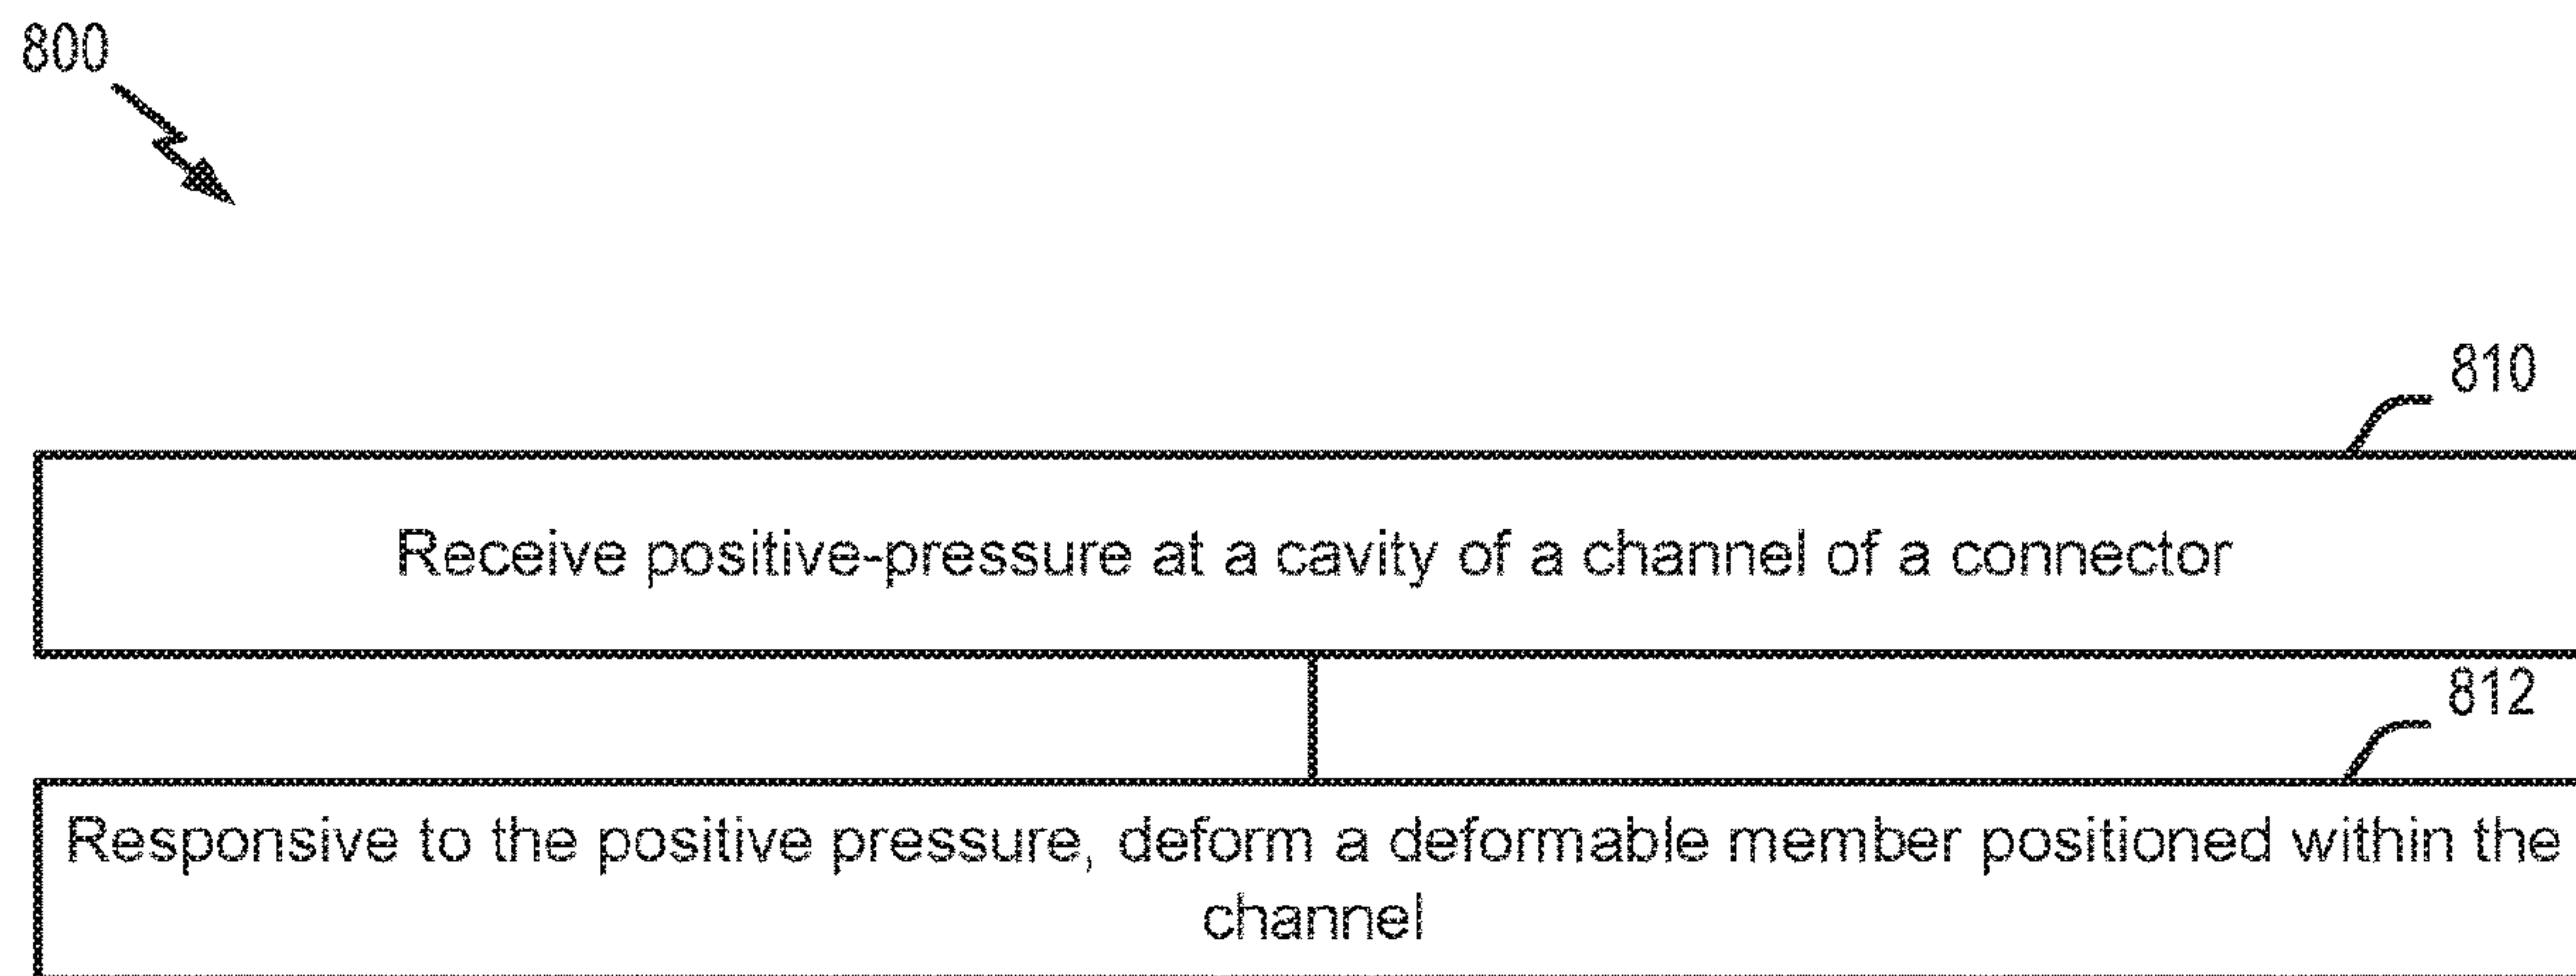 800
810
Receive positive-pressure at a cavity of a channel of a connector
812
Responsive to the positive pressure, deform a deformable member positioned within the
channel